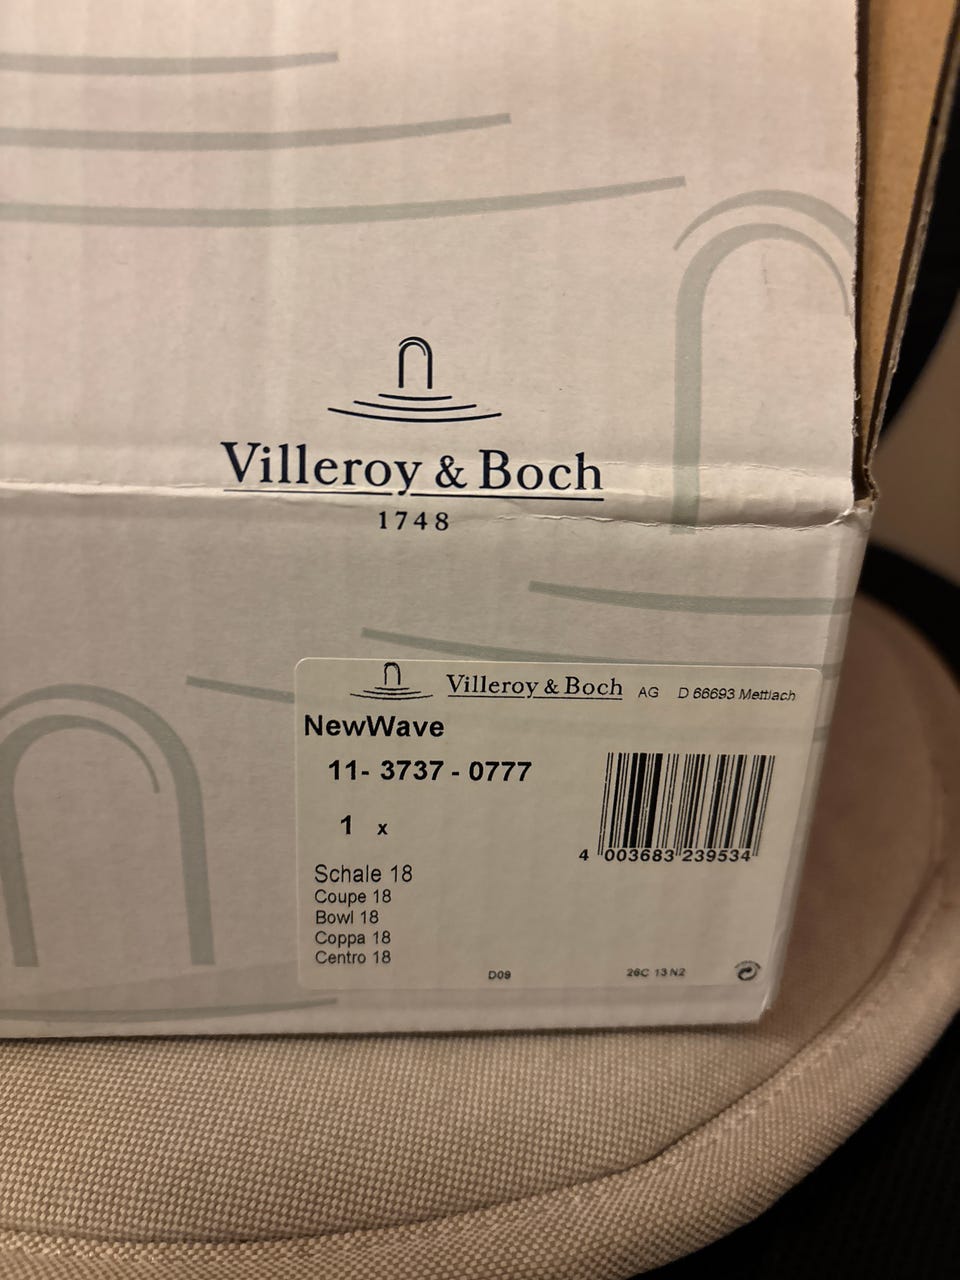 Villeroy & Boch
1748
Villeroy & Boch AG D 66693 Mettlach
NewWave
11- 3737 - 0777
1 x
4 003683 239534
Schale 18
Coupe 18
Bowl 18
Coppa 18
Centro 18
D09 26C 13 N2